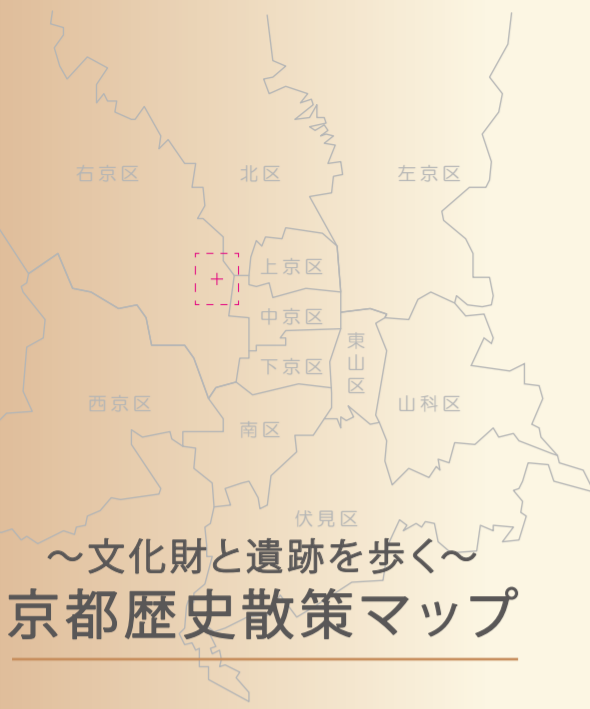 右京区
北区
左京区
上京区
中京区
東山区
下京区
西京区
山科区
南区
伏見区
〜文化財と遺跡を歩く〜
京都歴史散策マップ